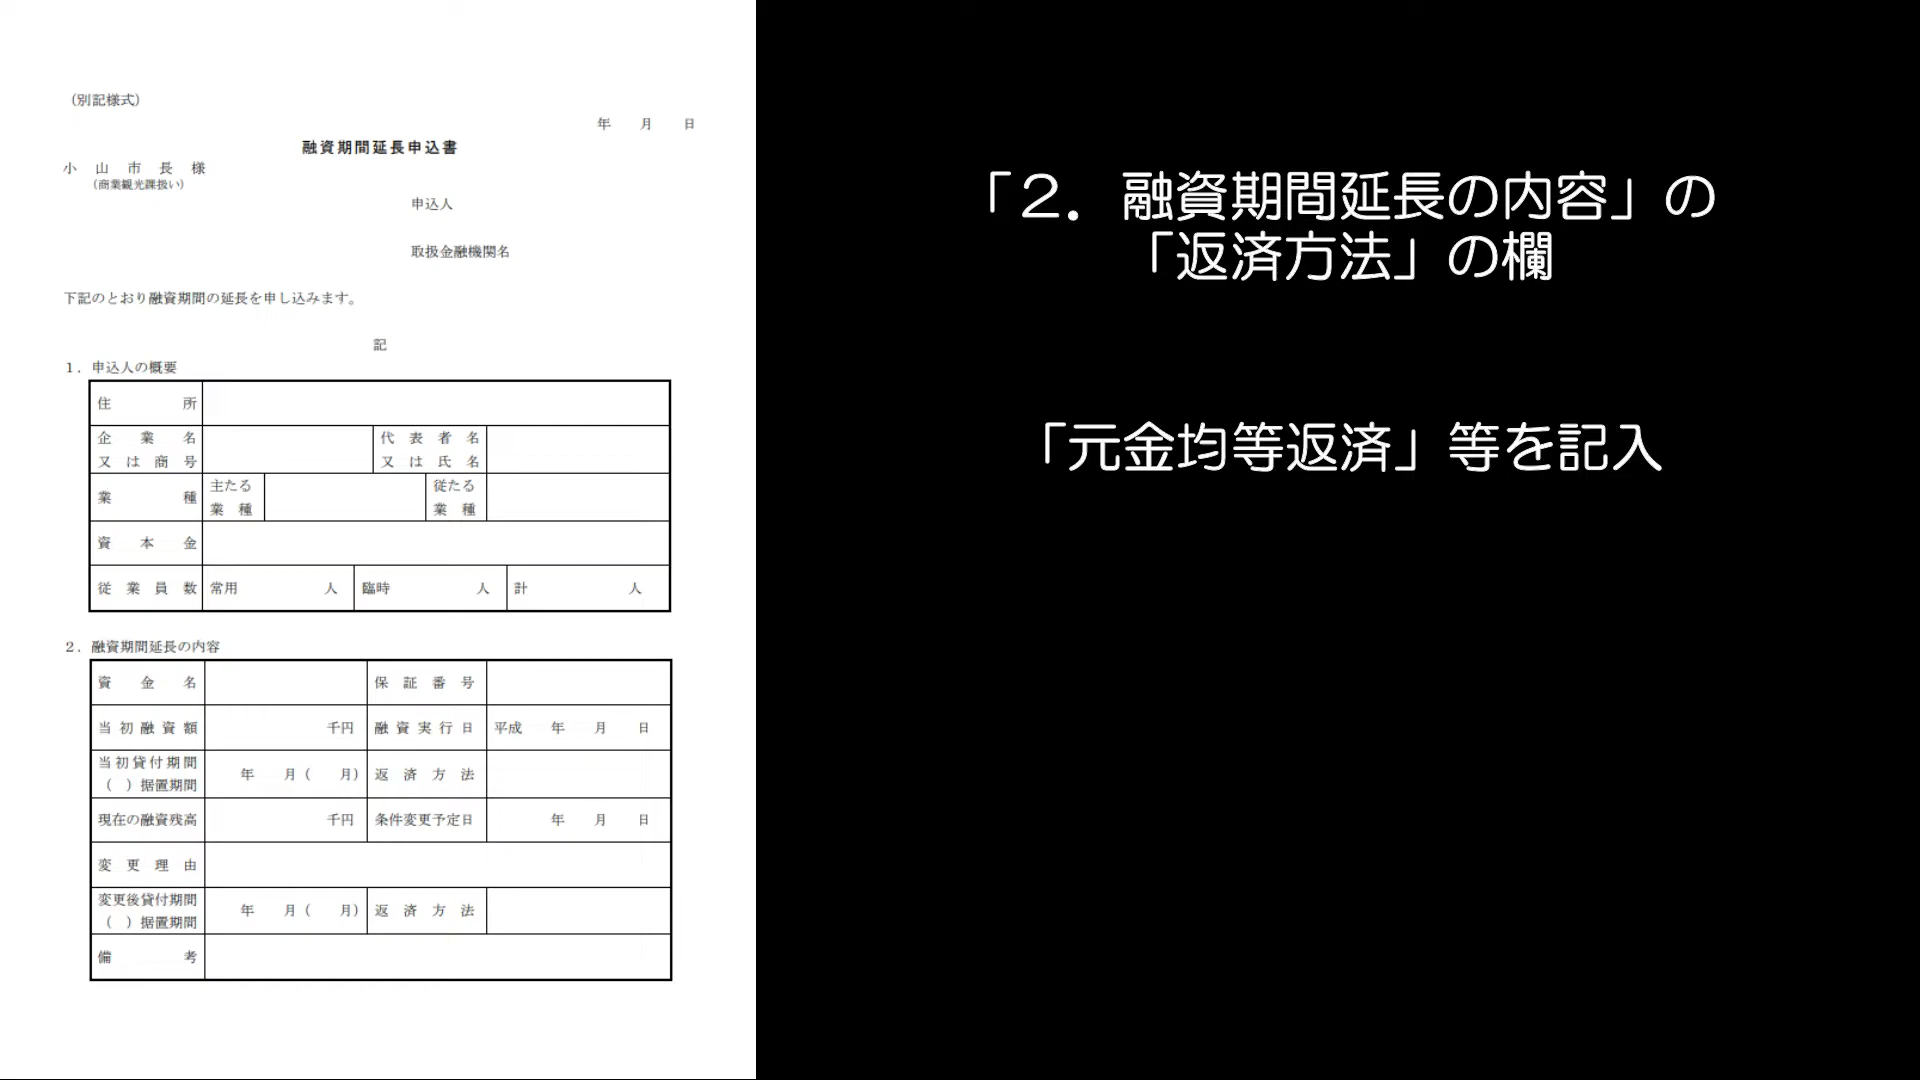 （別記様式）
年　　月　　日
融資期間延長申込書
小　山　市　長　様
（商業観光課扱い）
申込人
取扱金融機関名
下記のとおり融資期間の延長を申し込みます。
記
１．申込人の概要
住　　　　　所
企　業　名　　代　表　者　名
又　は　商　号　　又　は　氏　名
業　　　　　種　　主たる　業　種　　従たる　業　種
資　本　金
従　業　員　数　　常用　　　　　人　　臨時　　　　　人　　計　　　　　人
２．融資期間延長の内容
資　金　名　　保　証　番　号
当初融資額　　　　　千円　　融資実行日　　平成　　年　　月　　日
当初貸付期間　（　）据置期間　　年　　月（　　月）　　返　済　方　法
現在の融資残高　　　　　千円　　条件変更予定日　　年　　月　　日
変　更　理　由
変更後貸付期間　（　）据置期間　　年　　月（　　月）　　返　済　方　法
備　　　　　考
「２．融資期間延長の内容」の
「返済方法」の欄
「元金均等返済」等を記入